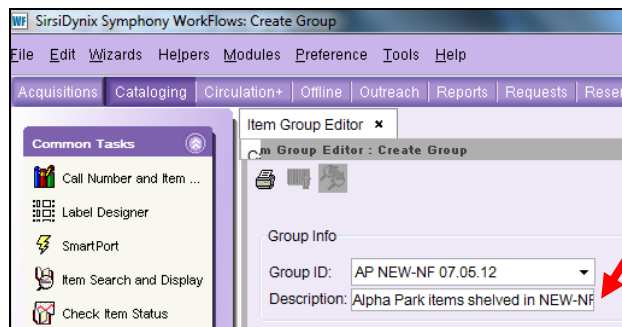 WF SirsiDynix Symphony WorkFlows: Create Group
File Edit Wizards Helpers Modules Preference Tools Help
Acquisitions Cataloging Circulation+ Offline Outreach Reports Requests Reser
Item Group Editor ×
Common Tasks
m Group Editor : Create Group
Call Number and Item ...
Label Designer
SmartPort
Item Search and Display
Check Item Status
Group Info
Group ID: AP NEW-NF 07.05.12
Description: Alpha Park items shelved in NEW-NF